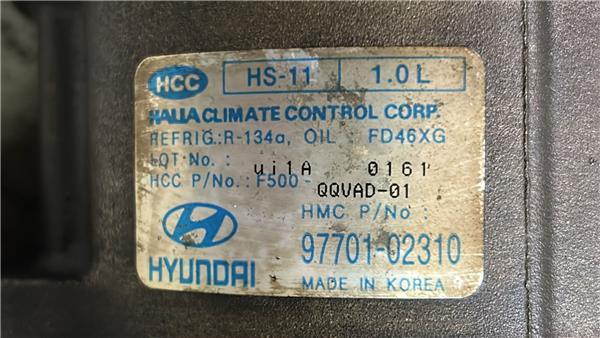 HCC HS-11 1.0L
HALLA CLIMATE CONTROL CORP.
REFRIG.:R-134a, OIL : FD46XG
LOT No. : ui1A 0161
HCC P/No.: F500-
QQVAD-01
HMC P/No :
97701-02310
HYUNDAI
MADE IN KOREA